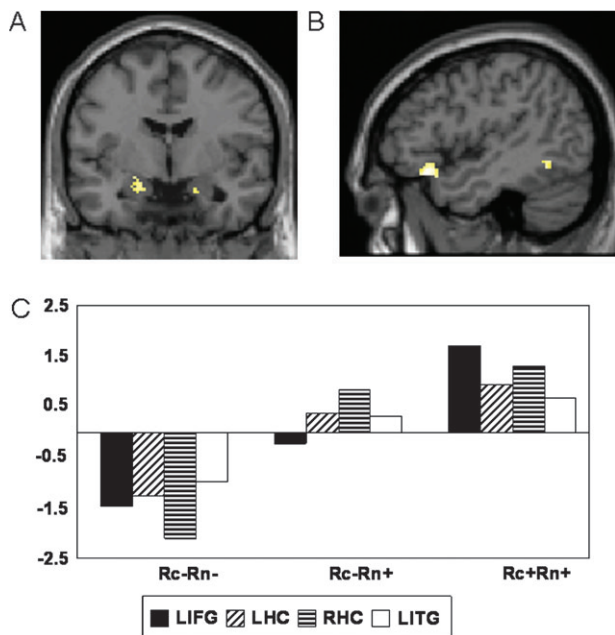 A
B
C
2.5
1.5
0.5
-0.5
-1.5
-2.5
Rc-Rn-
Rc-Rn+
Rc+Rn+
LIFG
LHC
RHC
LITG